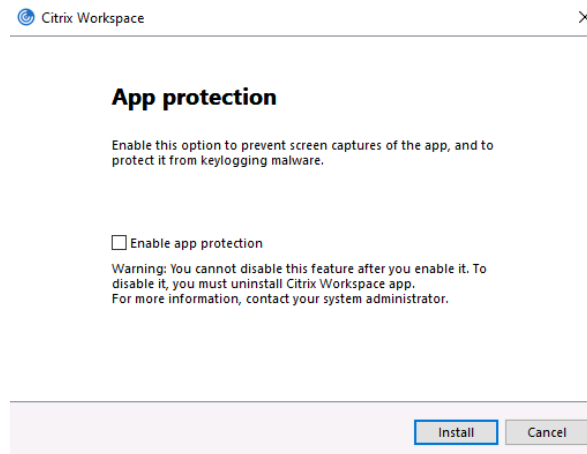 Citrix Workspace
App protection
Enable this option to prevent screen captures of the app, and to
protect it from keylogging malware.
Enable app protection
Warning: You cannot disable this feature after you enable it. To
disable it, you must uninstall Citrix Workspace app.
For more information, contact your system administrator.
Install Cancel